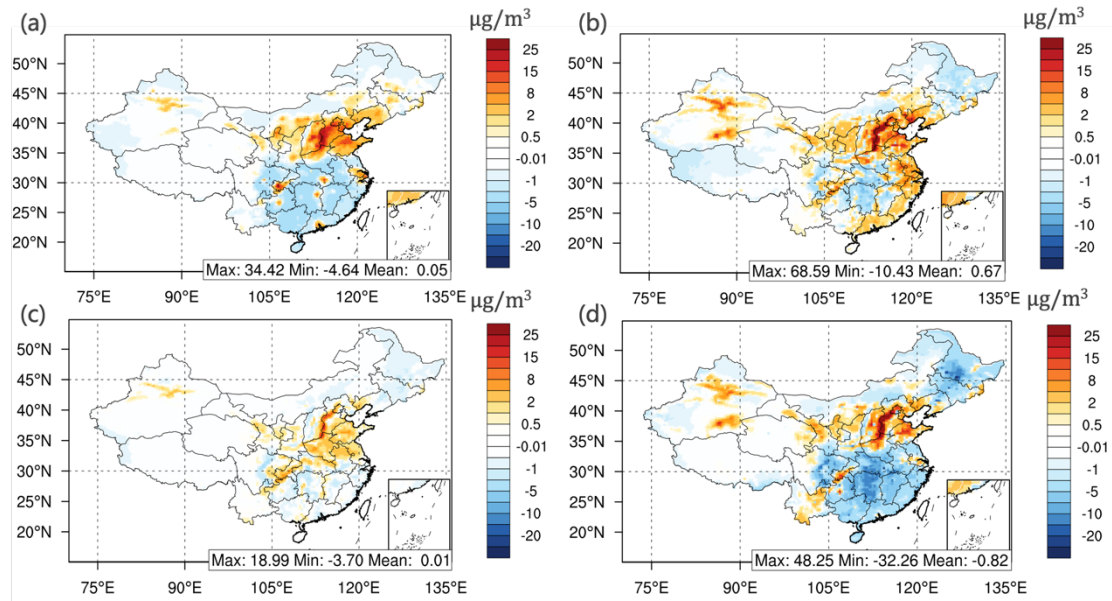 (a) μg/m³
50°N
45°N
40°N
35°N
30°N
25°N
20°N
25
15
8
2
0.5
-0.01
-1
-5
-10
-20
Max: 34.42 Min: -4.64 Mean: 0.05
75°E 90°E 105°E 120°E 135°E
(b) μg/m³
50°N
45°N
40°N
35°N
30°N
25°N
20°N
25
15
8
2
0.5
-0.01
-1
-5
-10
-20
Max: 68.59 Min: -10.43 Mean: 0.67
75°E 90°E 105°E 120°E 135°E
(c) μg/m³
50°N
45°N
40°N
35°N
30°N
25°N
20°N
25
15
8
2
0.5
-0.01
-1
-5
-10
-20
Max: 18.99 Min: -3.70 Mean: 0.01
75°E 90°E 105°E 120°E 135°E
(d) μg/m³
50°N
45°N
40°N
35°N
30°N
25°N
20°N
25
15
8
2
0.5
-0.01
-1
-5
-10
-20
Max: 48.25 Min: -32.26 Mean: -0.82
75°E 90°E 105°E 120°E 135°E